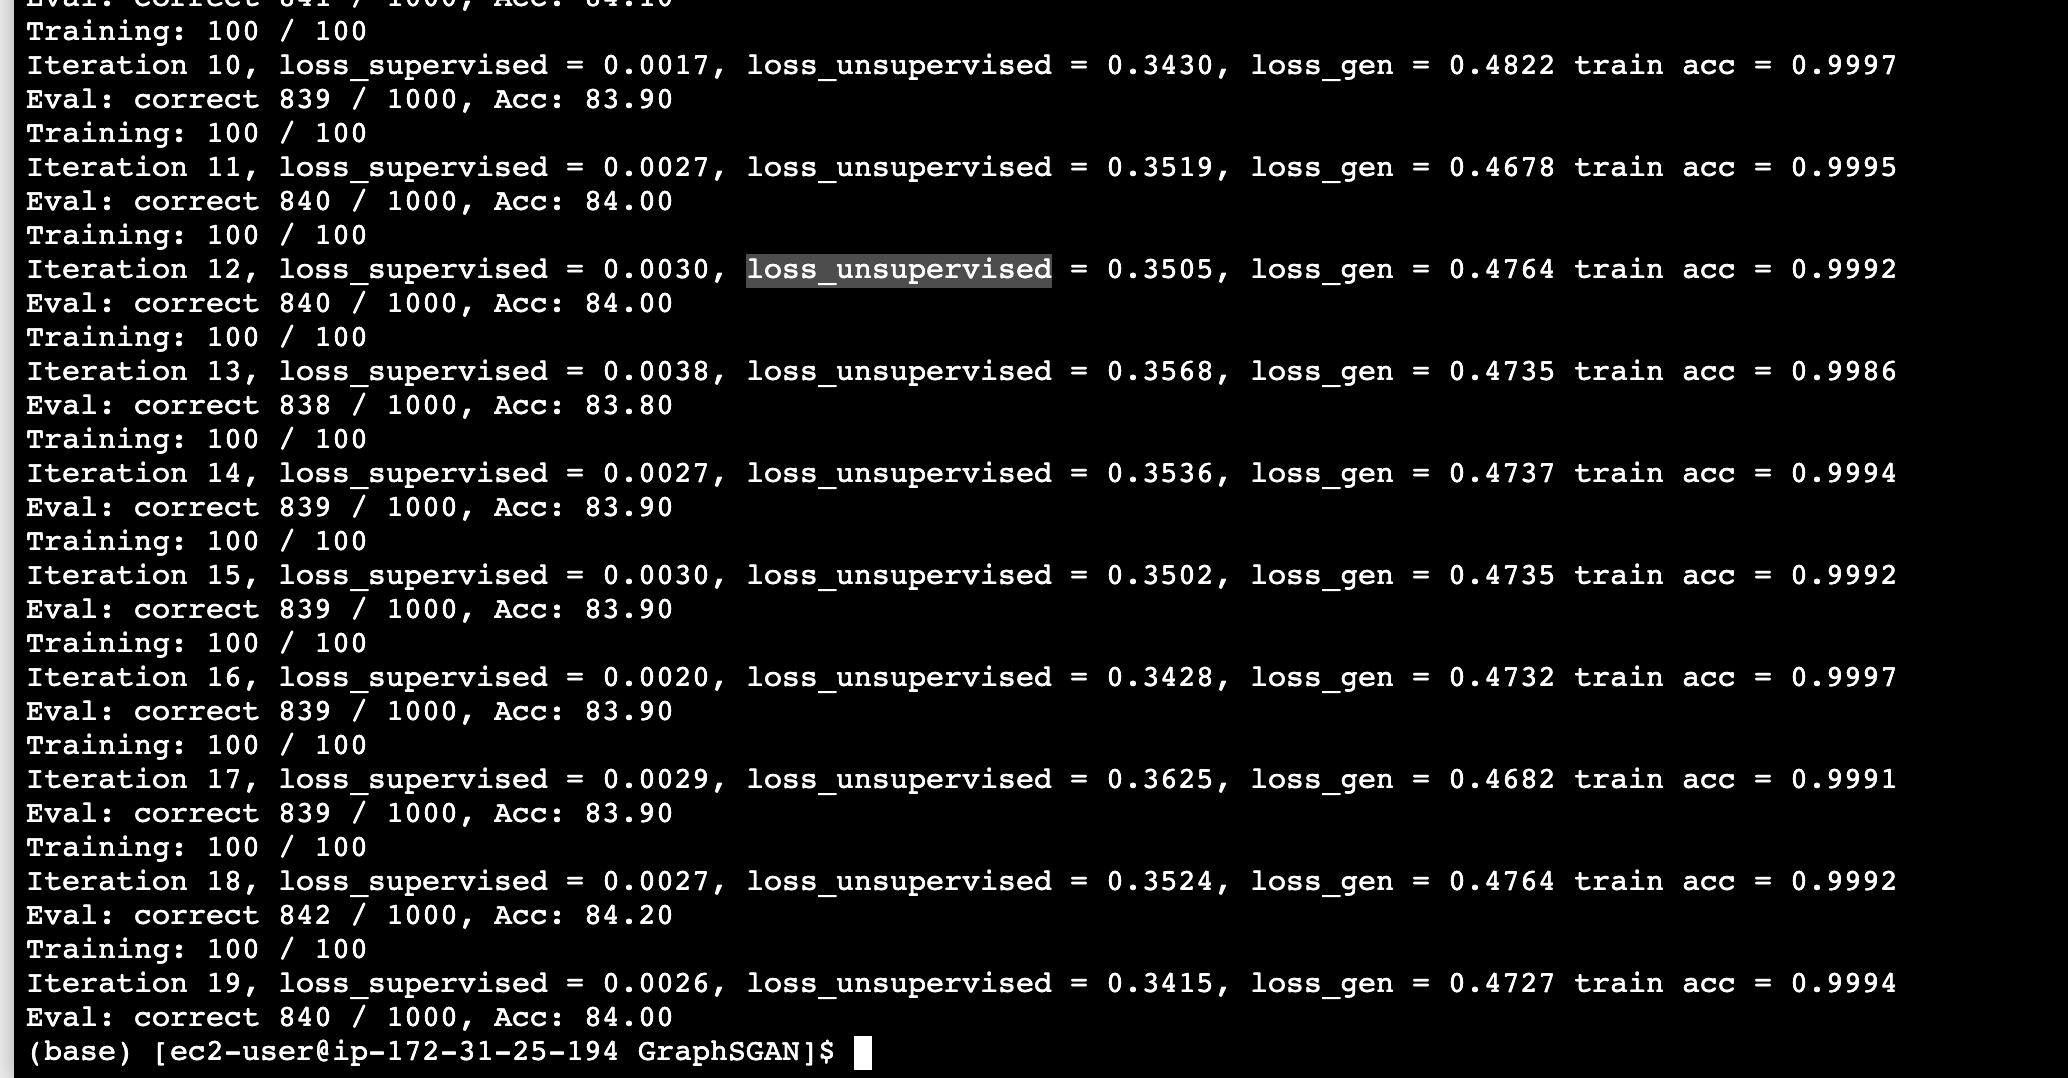 Eval: correct 841 / 1000, Acc: 84.10
Training: 100 / 100
Iteration 10, loss_supervised = 0.0017, loss_unsupervised = 0.3430, loss_gen = 0.4822 train acc = 0.9997
Eval: correct 839 / 1000, Acc: 83.90
Training: 100 / 100
Iteration 11, loss_supervised = 0.0027, loss_unsupervised = 0.3519, loss_gen = 0.4678 train acc = 0.9995
Eval: correct 840 / 1000, Acc: 84.00
Training: 100 / 100
Iteration 12, loss_supervised = 0.0030, loss_unsupervised = 0.3505, loss_gen = 0.4764 train acc = 0.9992
Eval: correct 840 / 1000, Acc: 84.00
Training: 100 / 100
Iteration 13, loss_supervised = 0.0038, loss_unsupervised = 0.3568, loss_gen = 0.4735 train acc = 0.9986
Eval: correct 838 / 1000, Acc: 83.80
Training: 100 / 100
Iteration 14, loss_supervised = 0.0027, loss_unsupervised = 0.3536, loss_gen = 0.4737 train acc = 0.9994
Eval: correct 839 / 1000, Acc: 83.90
Training: 100 / 100
Iteration 15, loss_supervised = 0.0030, loss_unsupervised = 0.3502, loss_gen = 0.4735 train acc = 0.9992
Eval: correct 839 / 1000, Acc: 83.90
Training: 100 / 100
Iteration 16, loss_supervised = 0.0020, loss_unsupervised = 0.3428, loss_gen = 0.4732 train acc = 0.9997
Eval: correct 839 / 1000, Acc: 83.90
Training: 100 / 100
Iteration 17, loss_supervised = 0.0029, loss_unsupervised = 0.3625, loss_gen = 0.4682 train acc = 0.9991
Eval: correct 839 / 1000, Acc: 83.90
Training: 100 / 100
Iteration 18, loss_supervised = 0.0027, loss_unsupervised = 0.3524, loss_gen = 0.4764 train acc = 0.9992
Eval: correct 842 / 1000, Acc: 84.20
Training: 100 / 100
Iteration 19, loss_supervised = 0.0026, loss_unsupervised = 0.3415, loss_gen = 0.4727 train acc = 0.9994
Eval: correct 840 / 1000, Acc: 84.00
(base) [ec2-user@ip-172-31-25-194 GraphSGAN]$